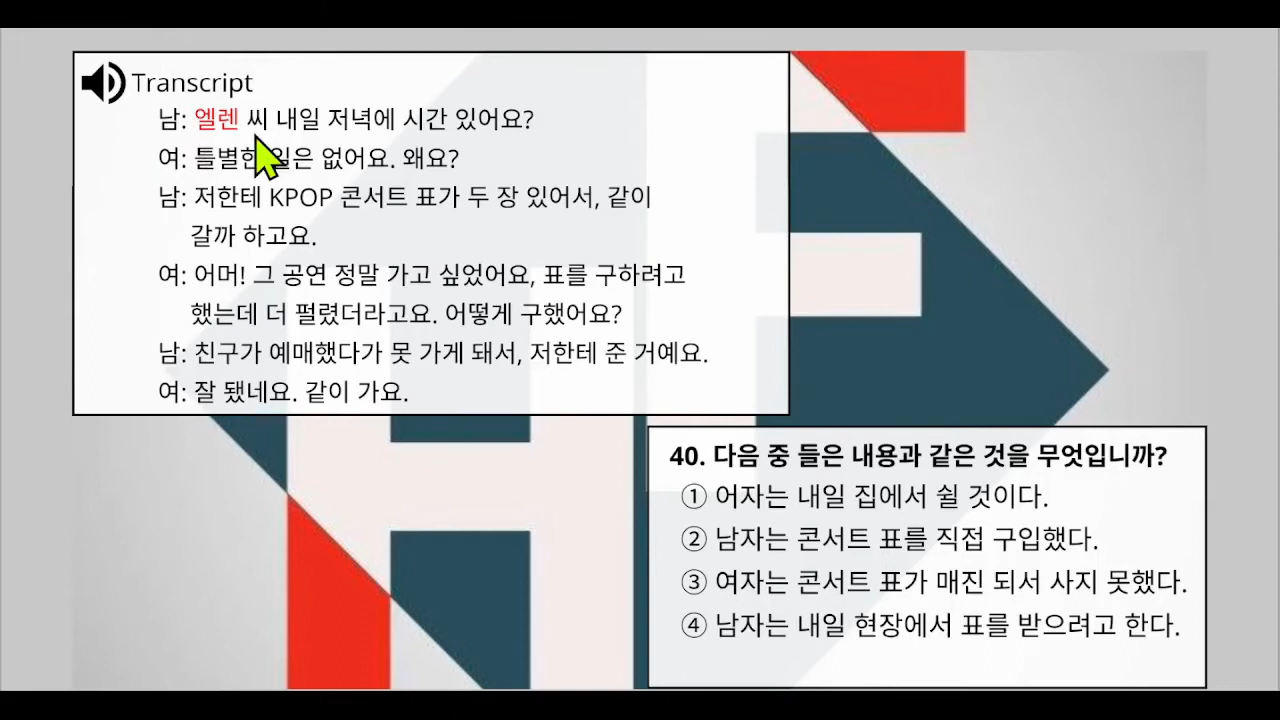 Transcript
남: 엘렌 씨 내일 저녁에 시간 있어요?
여: 틀별한 일은 없어요. 왜요?
남: 저한테 KPOP 콘서트 표가 두 장 있어서, 같이
갈까 하고요.
여: 어머! 그 공연 정말 가고 싶었어요, 표를 구하려고
했는데 더 펄렸더라고요. 어떻게 구했어요?
남: 친구가 예매했다가 못 가게 돼서, 저한테 준 거예요.
여: 잘 됐네요. 같이 가요.
40. 다음 중 들은 내용과 같은 것을 무엇입니까?
① 어자는 내일 집에서 쉴 것이다.
② 남자는 콘서트 표를 직접 구입했다.
③ 여자는 콘서트 표가 매진 되서 사지 못했다.
④ 남자는 내일 현장에서 표를 받으려고 한다.